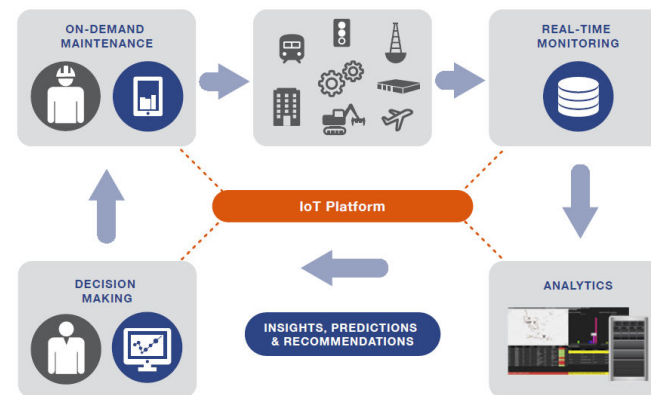 ON-DEMAND
MAINTENANCE
REAL-TIME
MONITORING
IoT Platform
DECISION
MAKING
INSIGHTS, PREDICTIONS
& RECOMMENDATIONS
ANALYTICS